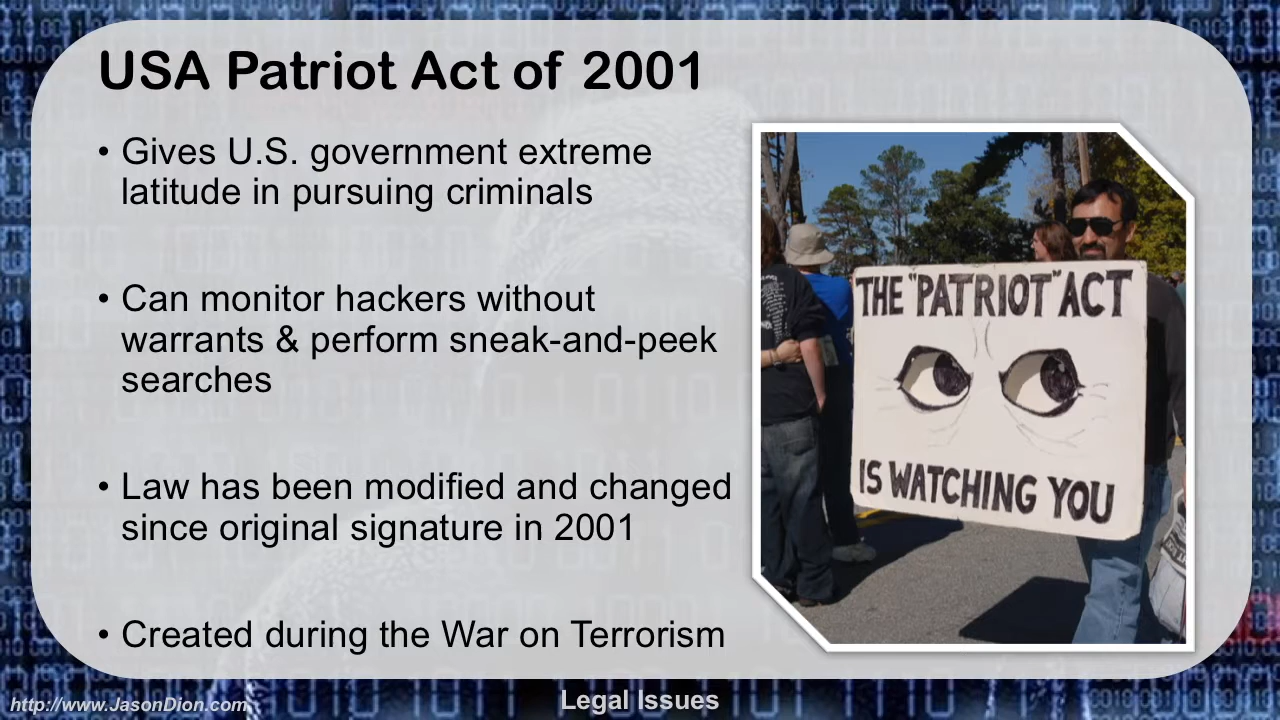 USA Patriot Act of 2001
• Gives U.S. government extreme
latitude in pursuing criminals
• Can monitor hackers without
warrants & perform sneak-and-peek
searches
• Law has been modified and changed
since original signature in 2001
• Created during the War on Terrorism
THE "PATRIOT" ACT
IS WATCHING YOU
http://www.JasonDion.com
Legal Issues